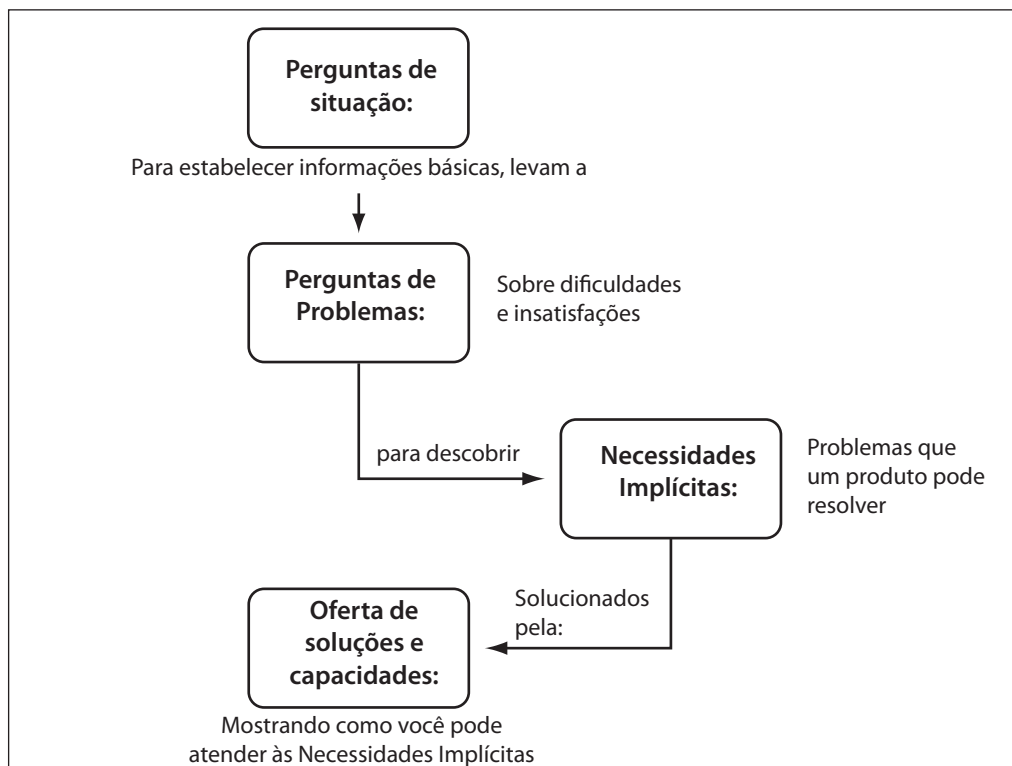 Perguntas de
situação:
Para estabelecer informações básicas, levam a
Perguntas de
Problemas:
Sobre dificuldades
e insatisfações
para descobrir
Necessidades
Implícitas:
Problemas que
um produto pode
resolver
Solucionados
pela:
Oferta de
soluções e
capacidades:
Mostrando como você pode
atender às Necessidades Implícitas